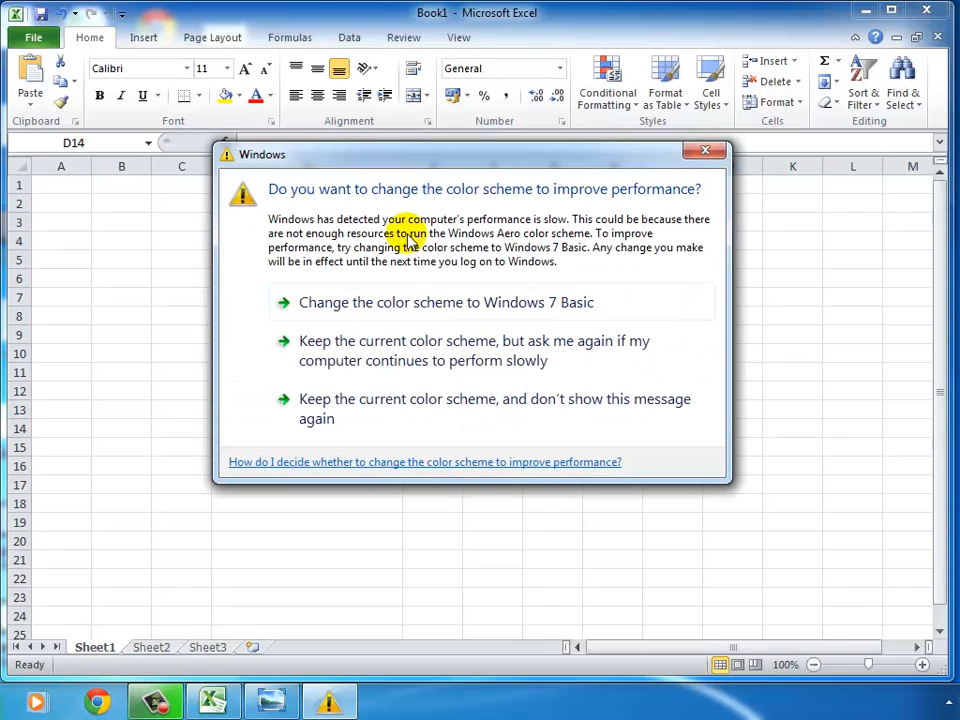 Book1 - Microsoft Excel
File Home Insert Page Layout Formulas Data Review View
Paste
Clipboard
Calibri 11
B I U
A A
A
Font
Alignment
General
% ,
Number
Conditional Formatting
Format as Table
Cell Styles
Styles
Insert
Delete
Format
Cells
Σ
Sort & Filter
Find & Select
Editing
D14
A B C K L M
Windows
Do you want to change the color scheme to improve performance?
Windows has detected your computer's performance is slow. This could be because there
are not enough resources to run the Windows Aero color scheme. To improve
performance, try changing the color scheme to Windows 7 Basic. Any change you make
will be in effect until the next time you log on to Windows.
Change the color scheme to Windows 7 Basic
Keep the current color scheme, but ask me again if my
computer continues to perform slowly
Keep the current color scheme, and don't show this message
again
How do I decide whether to change the color scheme to improve performance?
1
2
3
4
5
6
7
8
9
10
11
12
13
14
15
16
17
18
19
20
21
22
23
24
25
Sheet1 Sheet2 Sheet3
Ready
100%